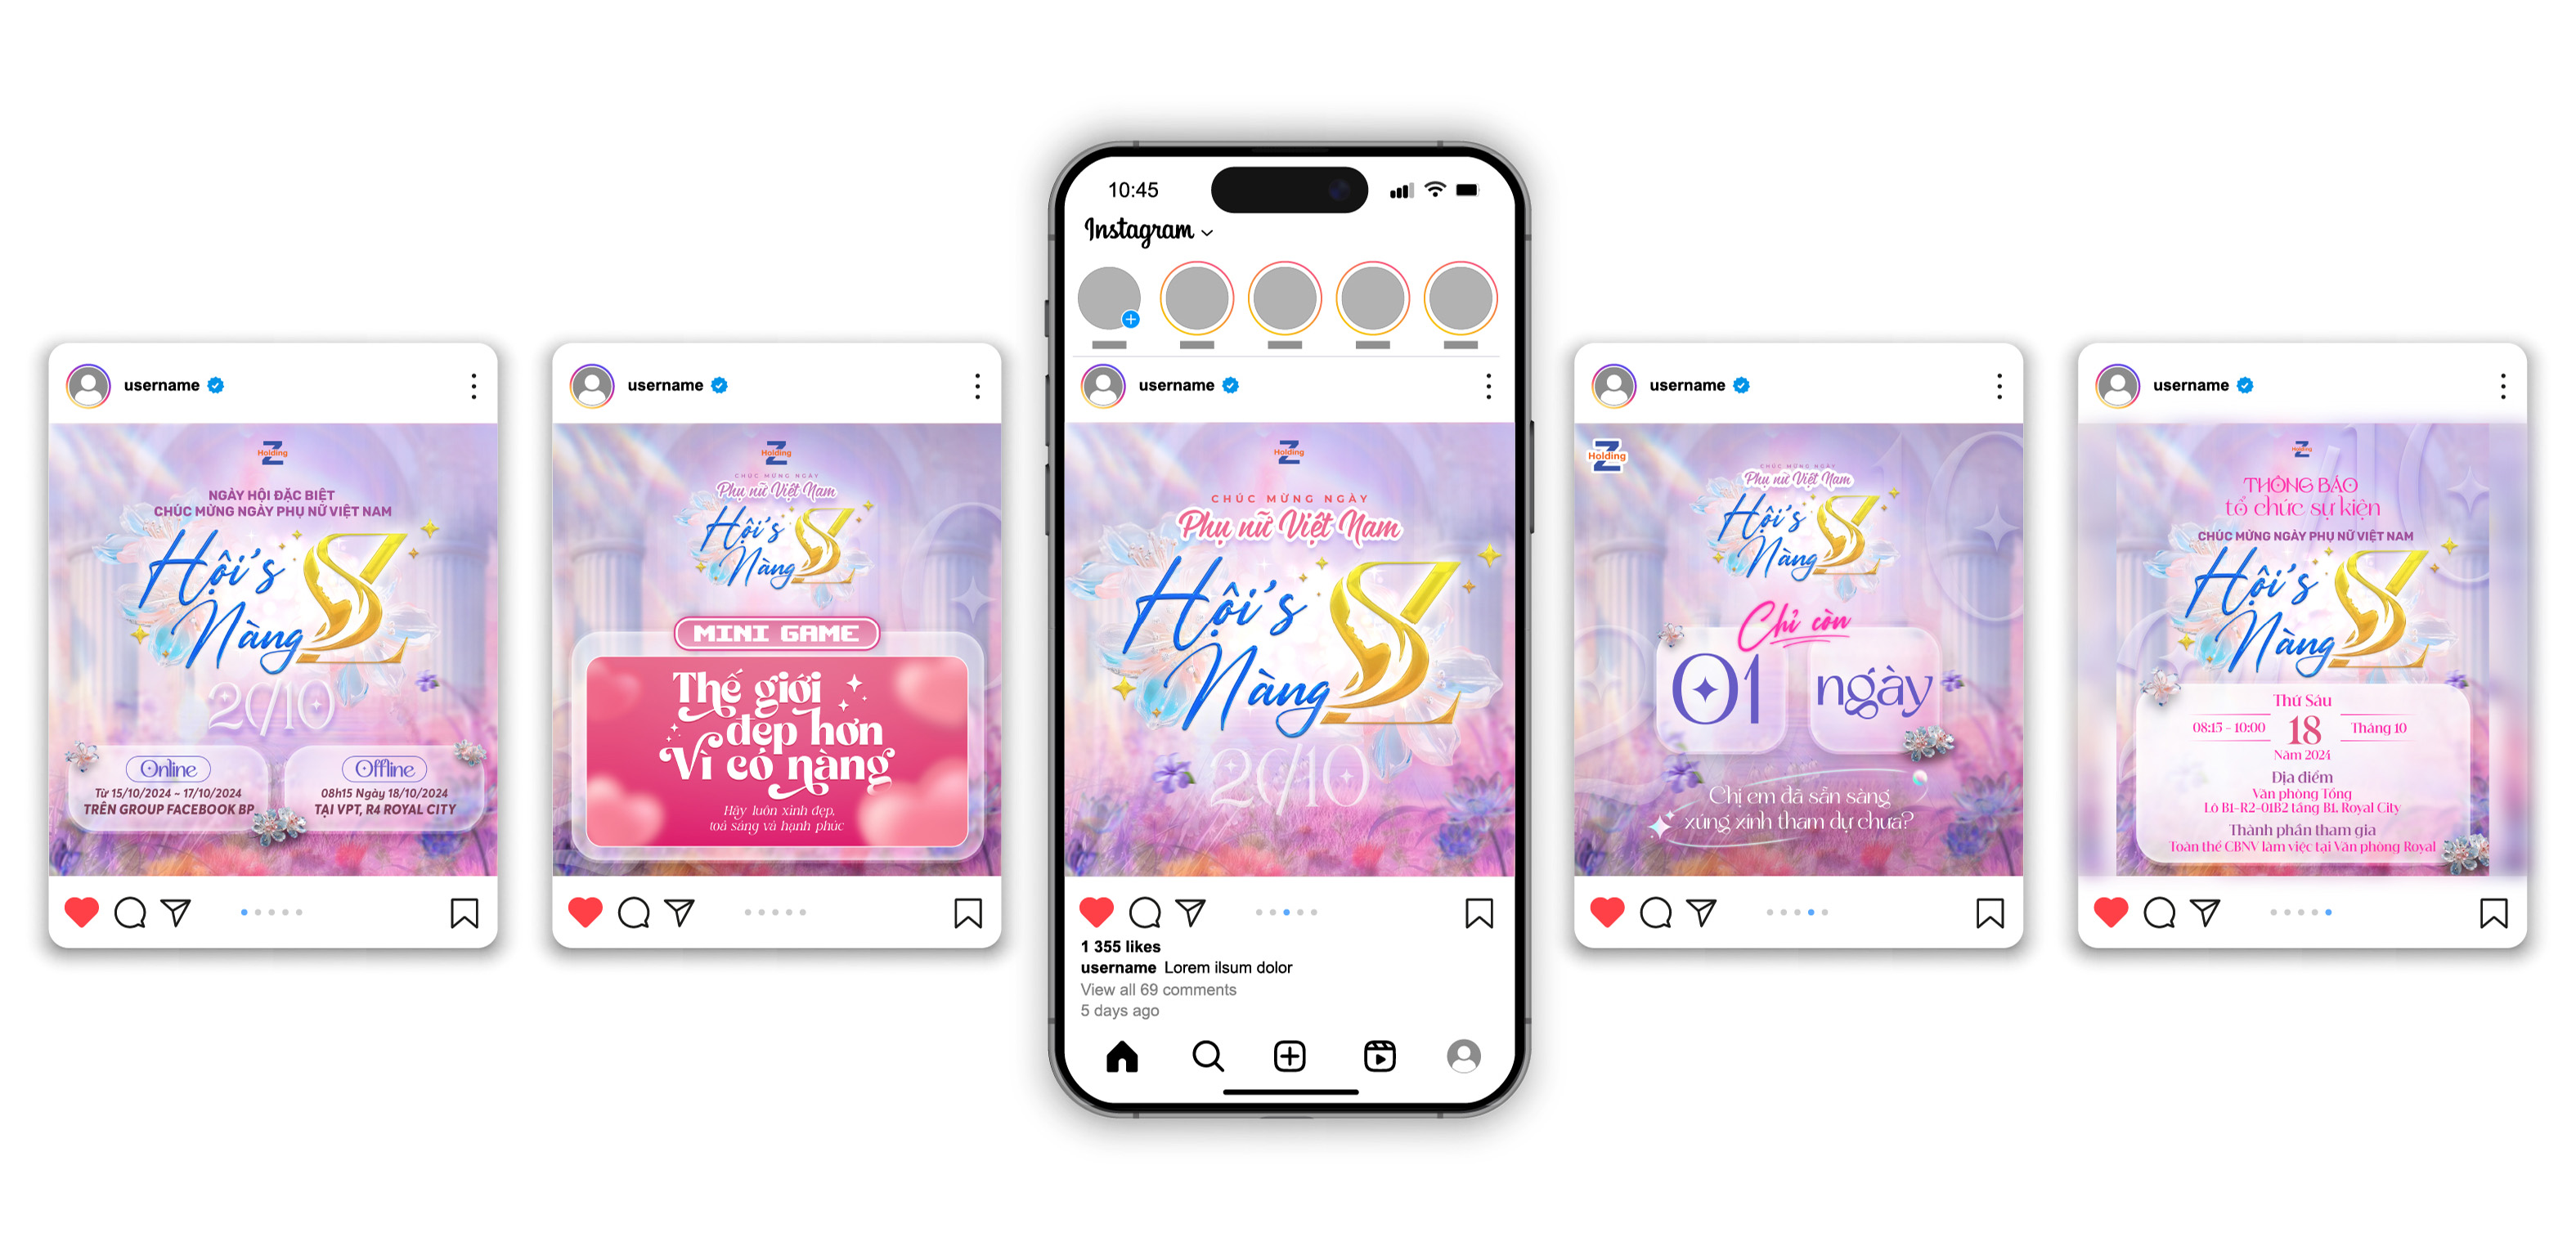 username
Z
Holding
NGÀY HỘI ĐẶC BIỆT
CHÚC MỪNG NGÀY PHỤ NỮ VIỆT NAM
Hội's
Nàng
20/10
Online
Từ 15/10/2024 ~ 17/10/2024
TRÊN GROUP FACEBOOK BP
Offline
08h15 Ngày 18/10/2024
TẠI VPT, R4 ROYAL CITY
username
Z
Holding
CHÚC MỪNG NGÀY
Phụ nữ Việt Nam
Hội's
Nàng
MINI GAME
Thế giới
đẹp hơn
Vì có nàng
Hãy luôn xinh đẹp,
toả sáng và hạnh phúc
10:45
Instagram
username
Z
Holding
CHÚC MỪNG NGÀY
Phụ nữ Việt Nam
Hội's
Nàng
20/10
1 355 likes
username Lorem ilsum dolor
View all 69 comments
5 days ago
username
Z
Holding
CHÚC MỪNG NGÀY
Phụ nữ Việt Nam
Hội's
Nàng
Chỉ còn
01 ngày
Chị em đã sẵn sàng
xúng xính tham dự chưa?
username
Z
Holding
THÔNG BÁO
tổ chức sự kiện
CHÚC MỪNG NGÀY PHỤ NỮ VIỆT NAM
Hội's
Nàng
Thứ Sáu
08:15 - 10:00 18 Tháng 10
Năm 2024
Địa điểm
Văn phòng Tổng
Lô B1-R2-01B2 tầng B1. Royal City
Thành phần tham gia
Toàn thể CBNV làm việc tại Văn phòng Royal